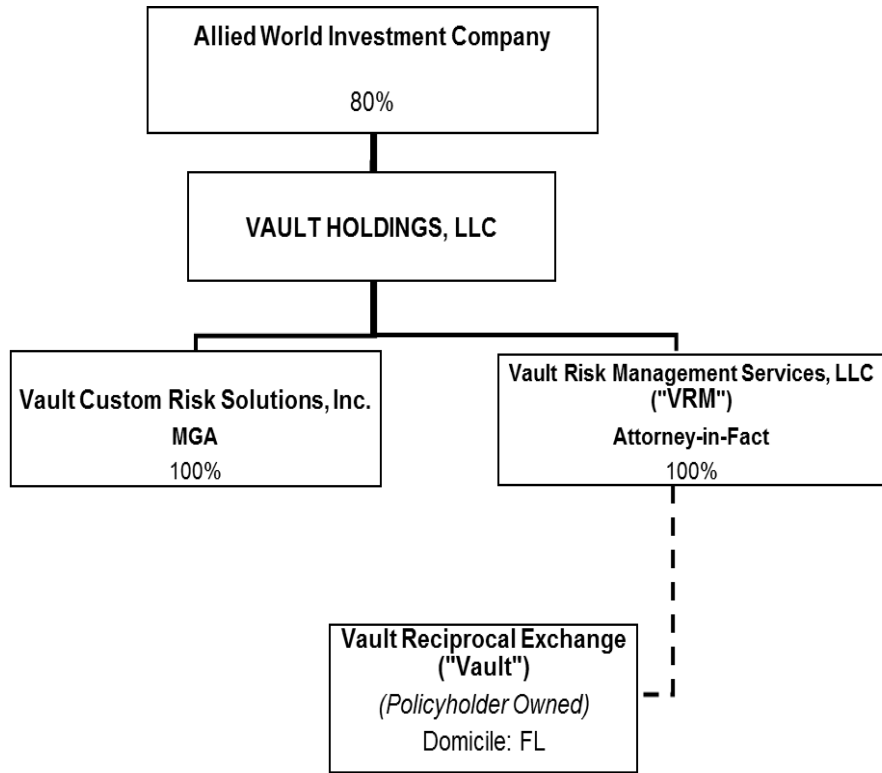 Allied World Investment Company
80%
VAULT HOLDINGS, LLC
Vault Custom Risk Solutions, Inc.
MGA
100%
Vault Risk Management Services, LLC
("VRM")
Attorney-in-Fact
100%
Vault Reciprocal Exchange
("Vault")
(Policyholder Owned)
Domicile: FL